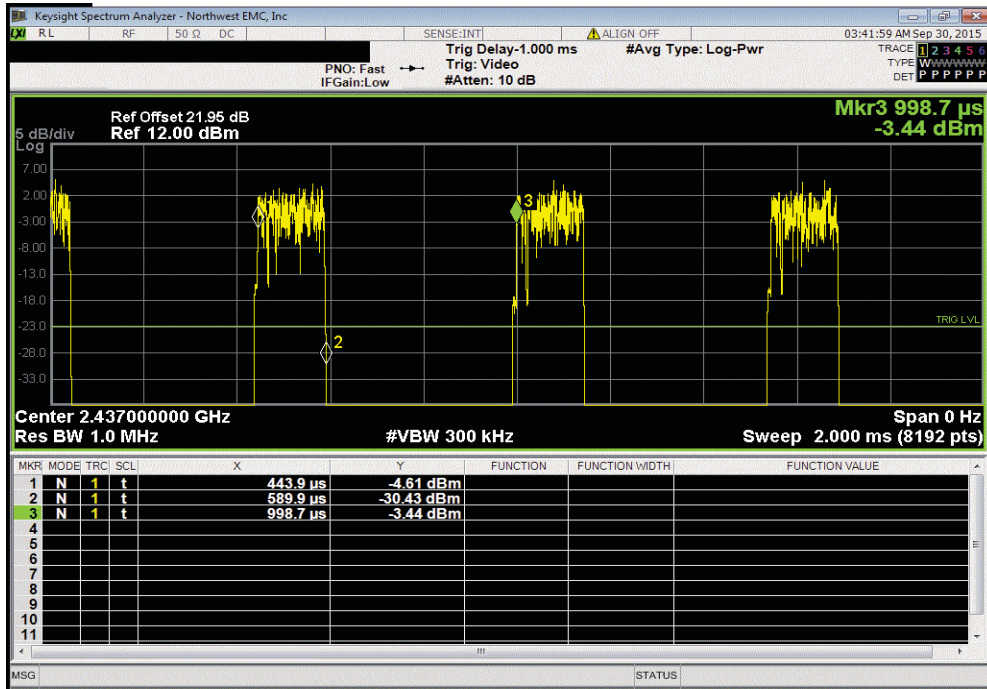 Keysight Spectrum Analyzer - Northwest EMC, Inc
LXI RL RF 50 Ω DC SENSE:INT ALIGN OFF 03:41:59 AM Sep 30, 2015
Trig Delay-1.000 ms #Avg Type: Log-Pwr TRACE 1 2 3 4 5 6
PNO: Fast Trig: Video TYPE WWWWWW
IFGain:Low #Atten: 10 dB DET P P P P P P
Mkr3 998.7 µs
-3.44 dBm
Ref Offset 21.95 dB
5 dB/div Ref 12.00 dBm
Log
7.00
2.00
-3.00
-8.00
-13.0
-18.0
-23.0
-28.0
-33.0
3
2
TRIG LVL
Center 2.437000000 GHz Span 0 Hz
Res BW 1.0 MHz #VBW 300 kHz Sweep 2.000 ms (8192 pts)
MKR MODE TRC SCL X Y FUNCTION FUNCTION WIDTH FUNCTION VALUE
1 N 1 t 443.9 µs -4.61 dBm
2 N 1 t 589.9 µs -30.43 dBm
3 N 1 t 998.7 µs -3.44 dBm
4
5
6
7
8
9
10
11
MSG STATUS